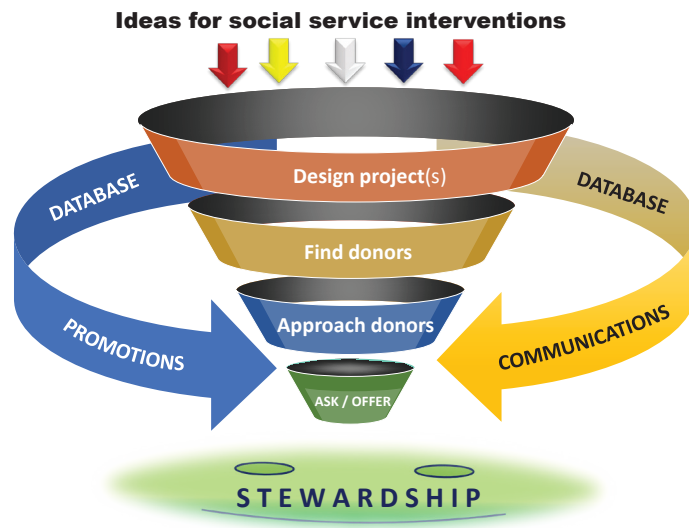 Ideas for social service interventions
Design project(s)
DATABASE
DATABASE
Find donors
PROMOTIONS
Approach donors
COMMUNICATIONS
ASK / OFFER
STEWARDSHIP